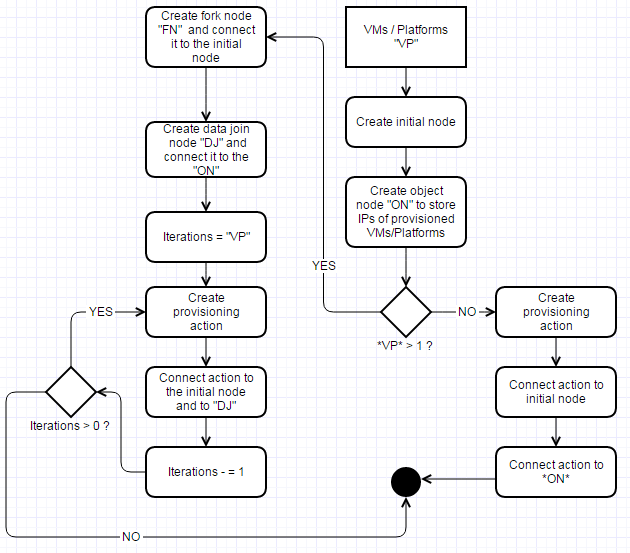 Create fork node
"FN" and connect
it to the initial
node
VMs / Platforms
"VP"
Create initial node
Create data join
node "DJ" and
connect it to the
"ON"
Create object
node "ON" to store
IPs of provisioned
VMs/Platforms
Iterations = "VP"
YES
YES
Create
provisioning
action
NO
Create
provisioning
action
*VP* > 1 ?
Connect action to
the initial node
and to "DJ"
Connect action to
initial node
Iterations > 0 ?
Iterations - = 1
Connect action to
*ON*
NO